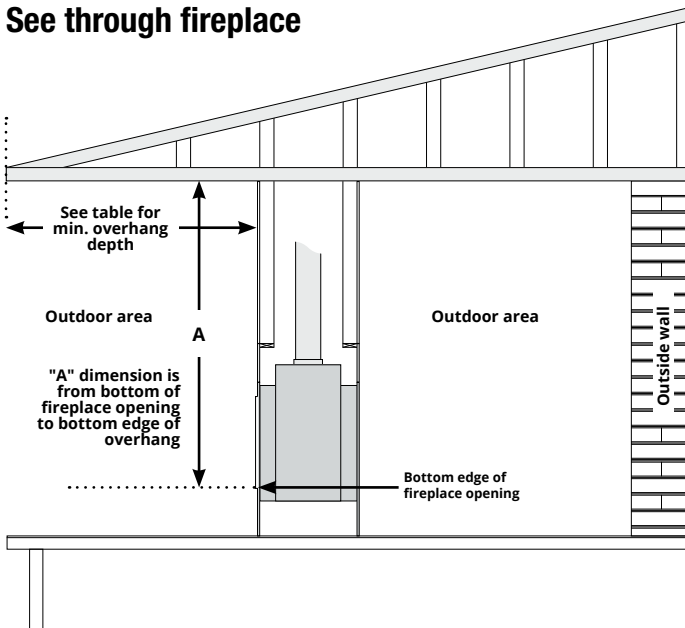 See through fireplace
See table for
min. overhang
depth
Outdoor area
A
Outdoor area
Outside wall
"A" dimension is
from bottom of
fireplace opening
to bottom edge of
overhang
Bottom edge of
fireplace opening